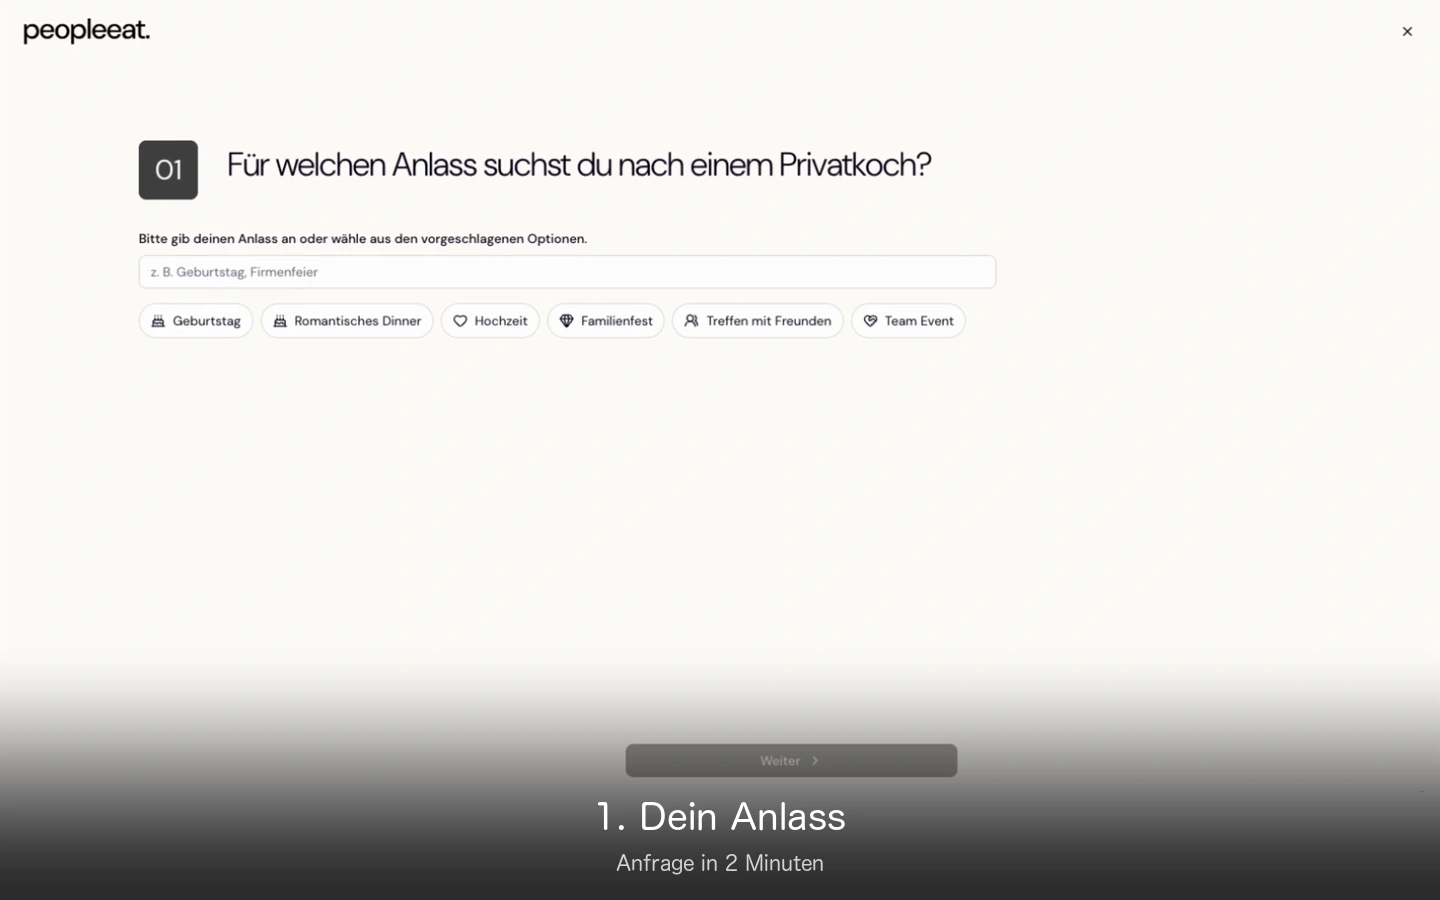 peopleeat.
01
Für welchen Anlass suchst du nach einem Privatkoch?
Bitte gib deinen Anlass an oder wähle aus den vorgeschlagenen Optionen.
z. B. Geburtstag, Firmenfeier
Geburtstag Romantisches Dinner Hochzeit Familienfest Treffen mit Freunden Team Event
Weiter
1. Dein Anlass
Anfrage in 2 Minuten